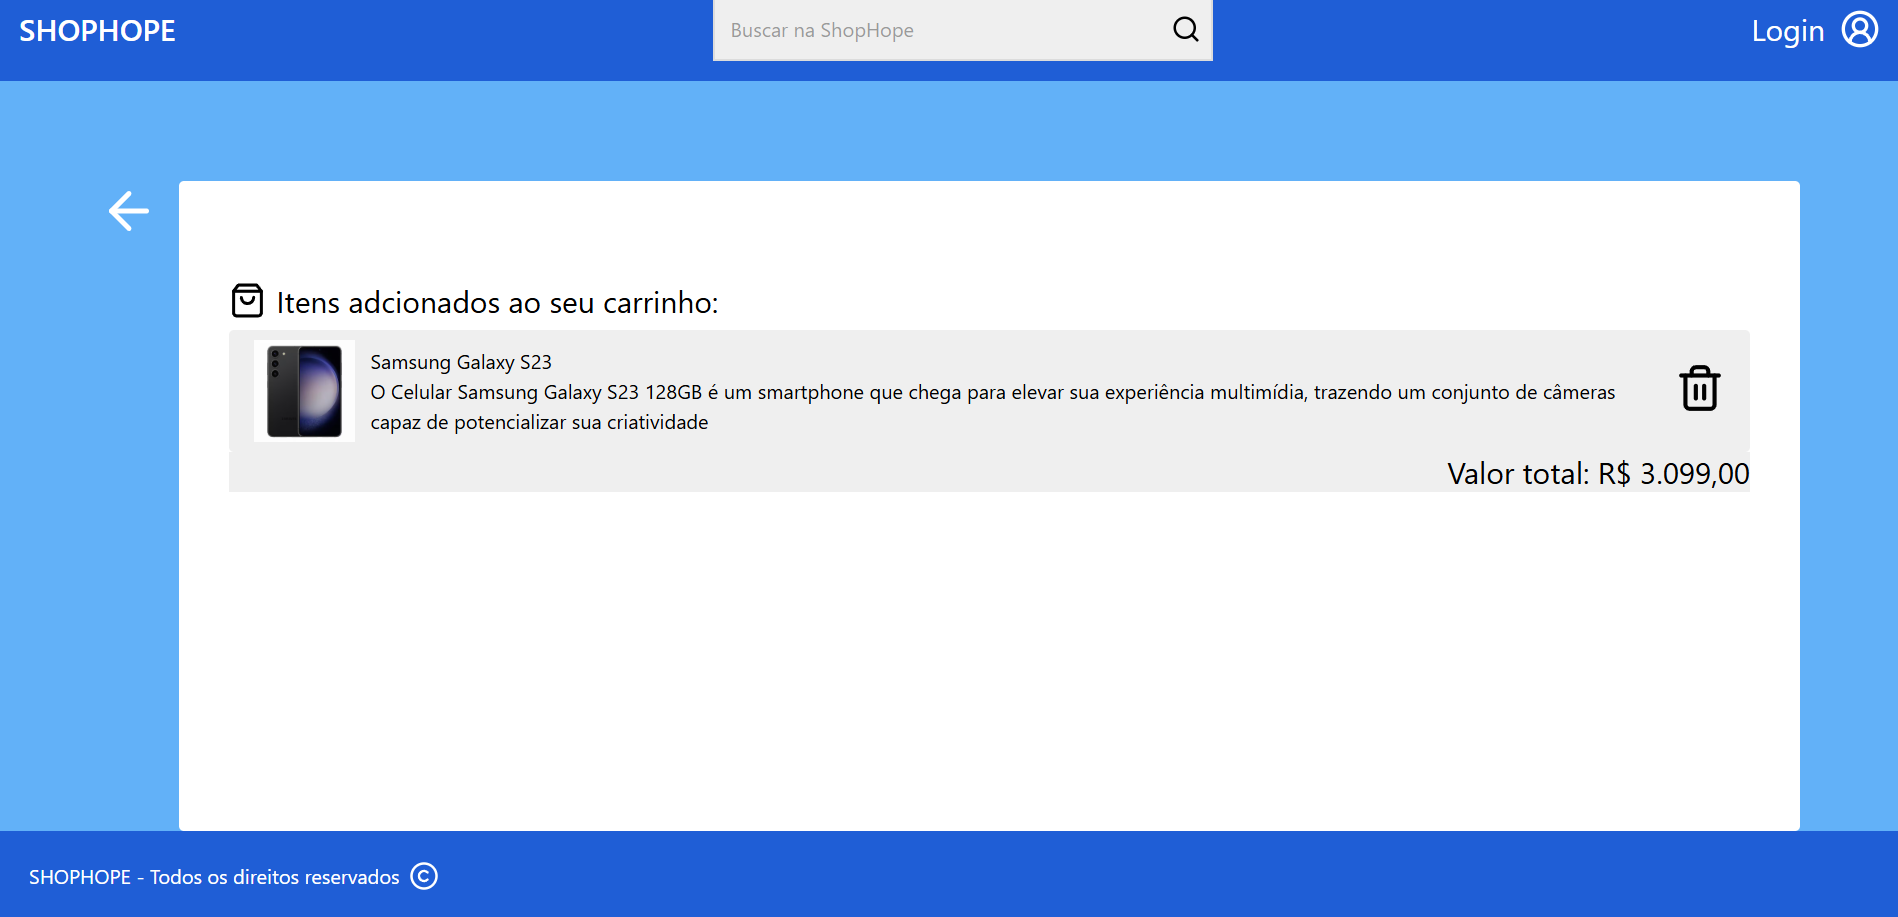 SHOPHOPE
Buscar na ShopHope
Login
Itens adcionados ao seu carrinho:
Samsung Galaxy S23
O Celular Samsung Galaxy S23 128GB é um smartphone que chega para elevar sua experiência multimídia, trazendo um conjunto de câmeras
capaz de potencializar sua criatividade
Valor total: R$ 3.099,00
SHOPHOPE - Todos os direitos reservados ©